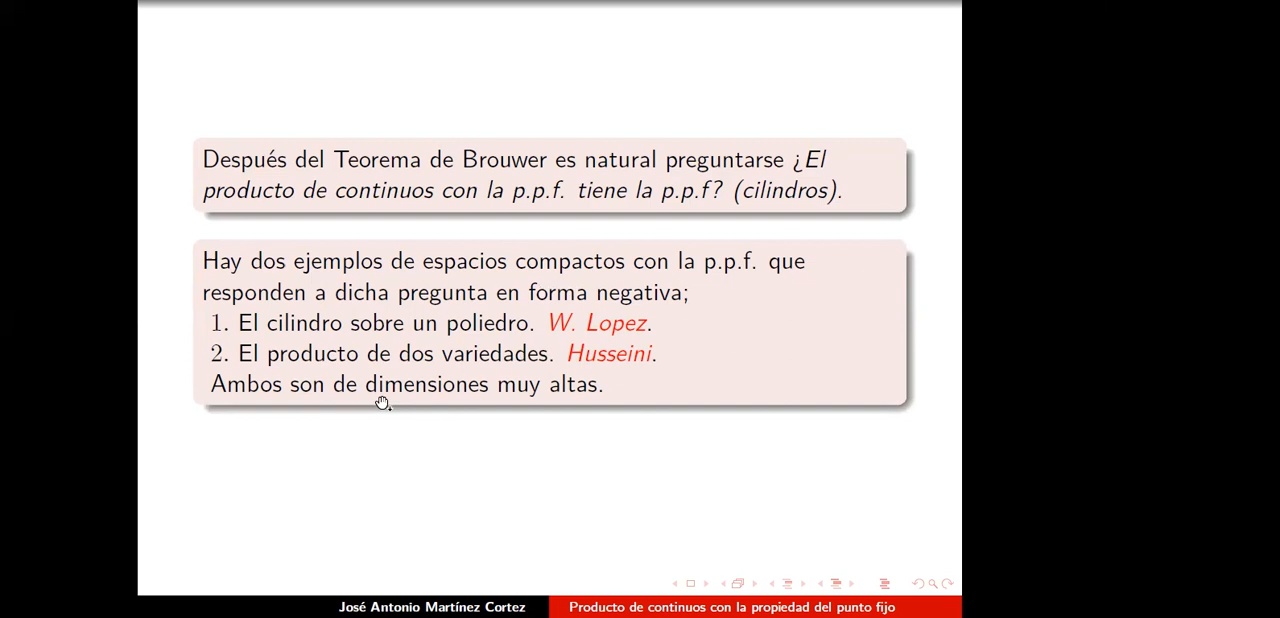 Después del Teorema de Brouwer es natural preguntarse ¿El
producto de continuos con la p.p.f. tiene la p.p.f? (cilindros).
Hay dos ejemplos de espacios compactos con la p.p.f. que
responden a dicha pregunta en forma negativa;
1. El cilindro sobre un poliedro. W. Lopez.
2. El producto de dos variedades. Husseini.
Ambos son de dimensiones muy altas.
José Antonio Martínez Cortez
Producto de continuos con la propiedad del punto fijo